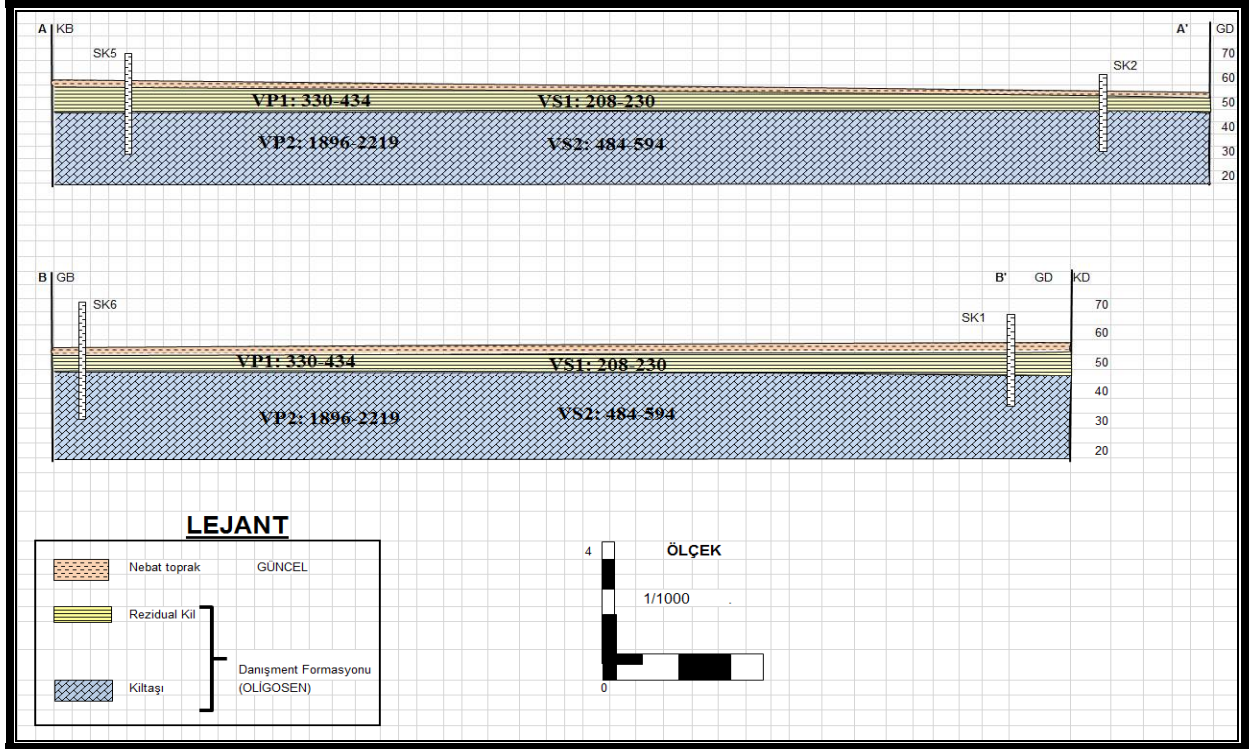 A KB A' GD
SK5 SK2
70
60
50
40
30
20
VP1: 330-434 VS1: 208-230
VP2: 1896-2219 VS2: 484-594
B GB B' GD KD
SK6 SK1
70
60
50
40
30
20
VP1: 330-434 VS1: 208-230
VP2: 1896-2219 VS2: 484-594
LEJANT
Nebat toprak GÜNCEL
Rezidual Kil
Danışment Formasyonu
Kiltaşı (OLİGOSEN)
4 ÖLÇEK
1/1000 .
0